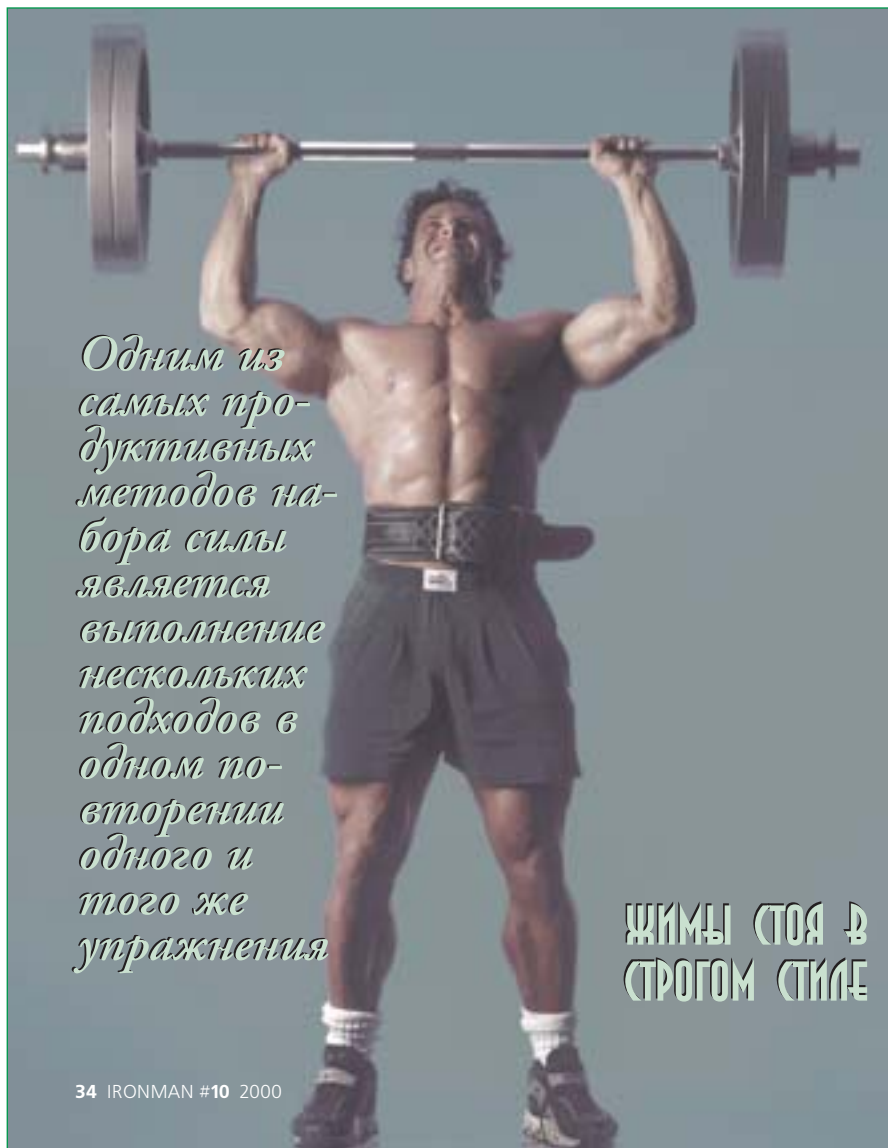 Одним из
самых про-
дуктивных
методов на-
бора силы
является
выполнение
нескольких
подходов в
одном по-
вторении
одного и
того же
упражнения
ЖИМЫ СТОЯ В
СТРОГОМ СТИЛЕ
34 IRONMAN #10 2000